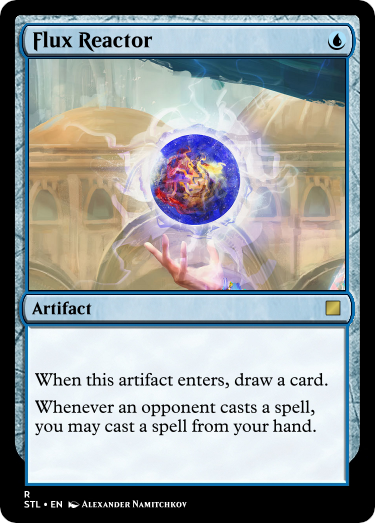 Flux Reactor
Artifact
When this artifact enters, draw a card.
Whenever an opponent casts a spell,
you may cast a spell from your hand.
R
STL • EN Alexander Namitchkov